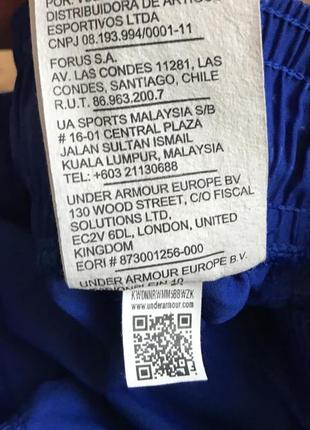 DISTRIBUIDORA DE
ESPORTIVOS LTDA
CNPJ 08.193.994/0001-11
FORUS S.A.
AV. LAS CONDES 11281, LAS
CONDES, SANTIAGO, CHILE
R.U.T. 86.963.200.7
UA SPORTS MALAYSIA S/B
# 16-01 CENTRAL PLAZA
JALAN SULTAN ISMAIL
KUALA LUMPUR, MALAYSIA
TEL: +603 21130688
UNDER ARMOUR EUROPE BV
130 WOOD STREET, C/O FISCAL
SOLUTIONS LTD,
EC2V 6DL, LONDON, UNITED
KINGDOM
EORI # 873001256-000
UNDER ARMOUR EUROPE B.V.
www.underarmour.com